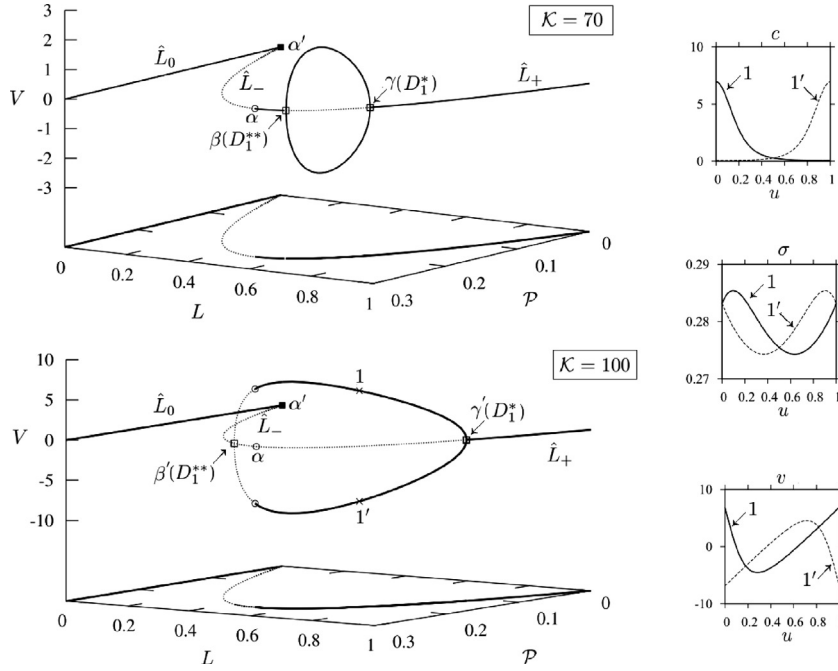 𝒦 = 70
3
2
1
0
-1
-2
-3
V
L̂₀
α′
L̂₋
α
β(D₁**)
γ(D₁*)
L̂₊
0
0.2
0.4
0.6
0.8
1
L
0.3
0.2
0.1
0
𝒫
𝒦 = 100
10
5
0
-5
-10
V
L̂₀
α′
L̂₋
α
β′(D₁**)
1
1′
γ′(D₁*)
L̂₊
0
0.2
0.4
0.6
0.8
1
L
0.3
0.2
0.1
0
𝒫
c
10
5
0
1
1′
0 0.2 0.4 0.6 0.8 1
u
σ
0.29
0.28
0.27
1
1′
0 0.2 0.4 0.6 0.8 1
u
v
10
0
-10
1
1′
0 0.2 0.4 0.6 0.8
u